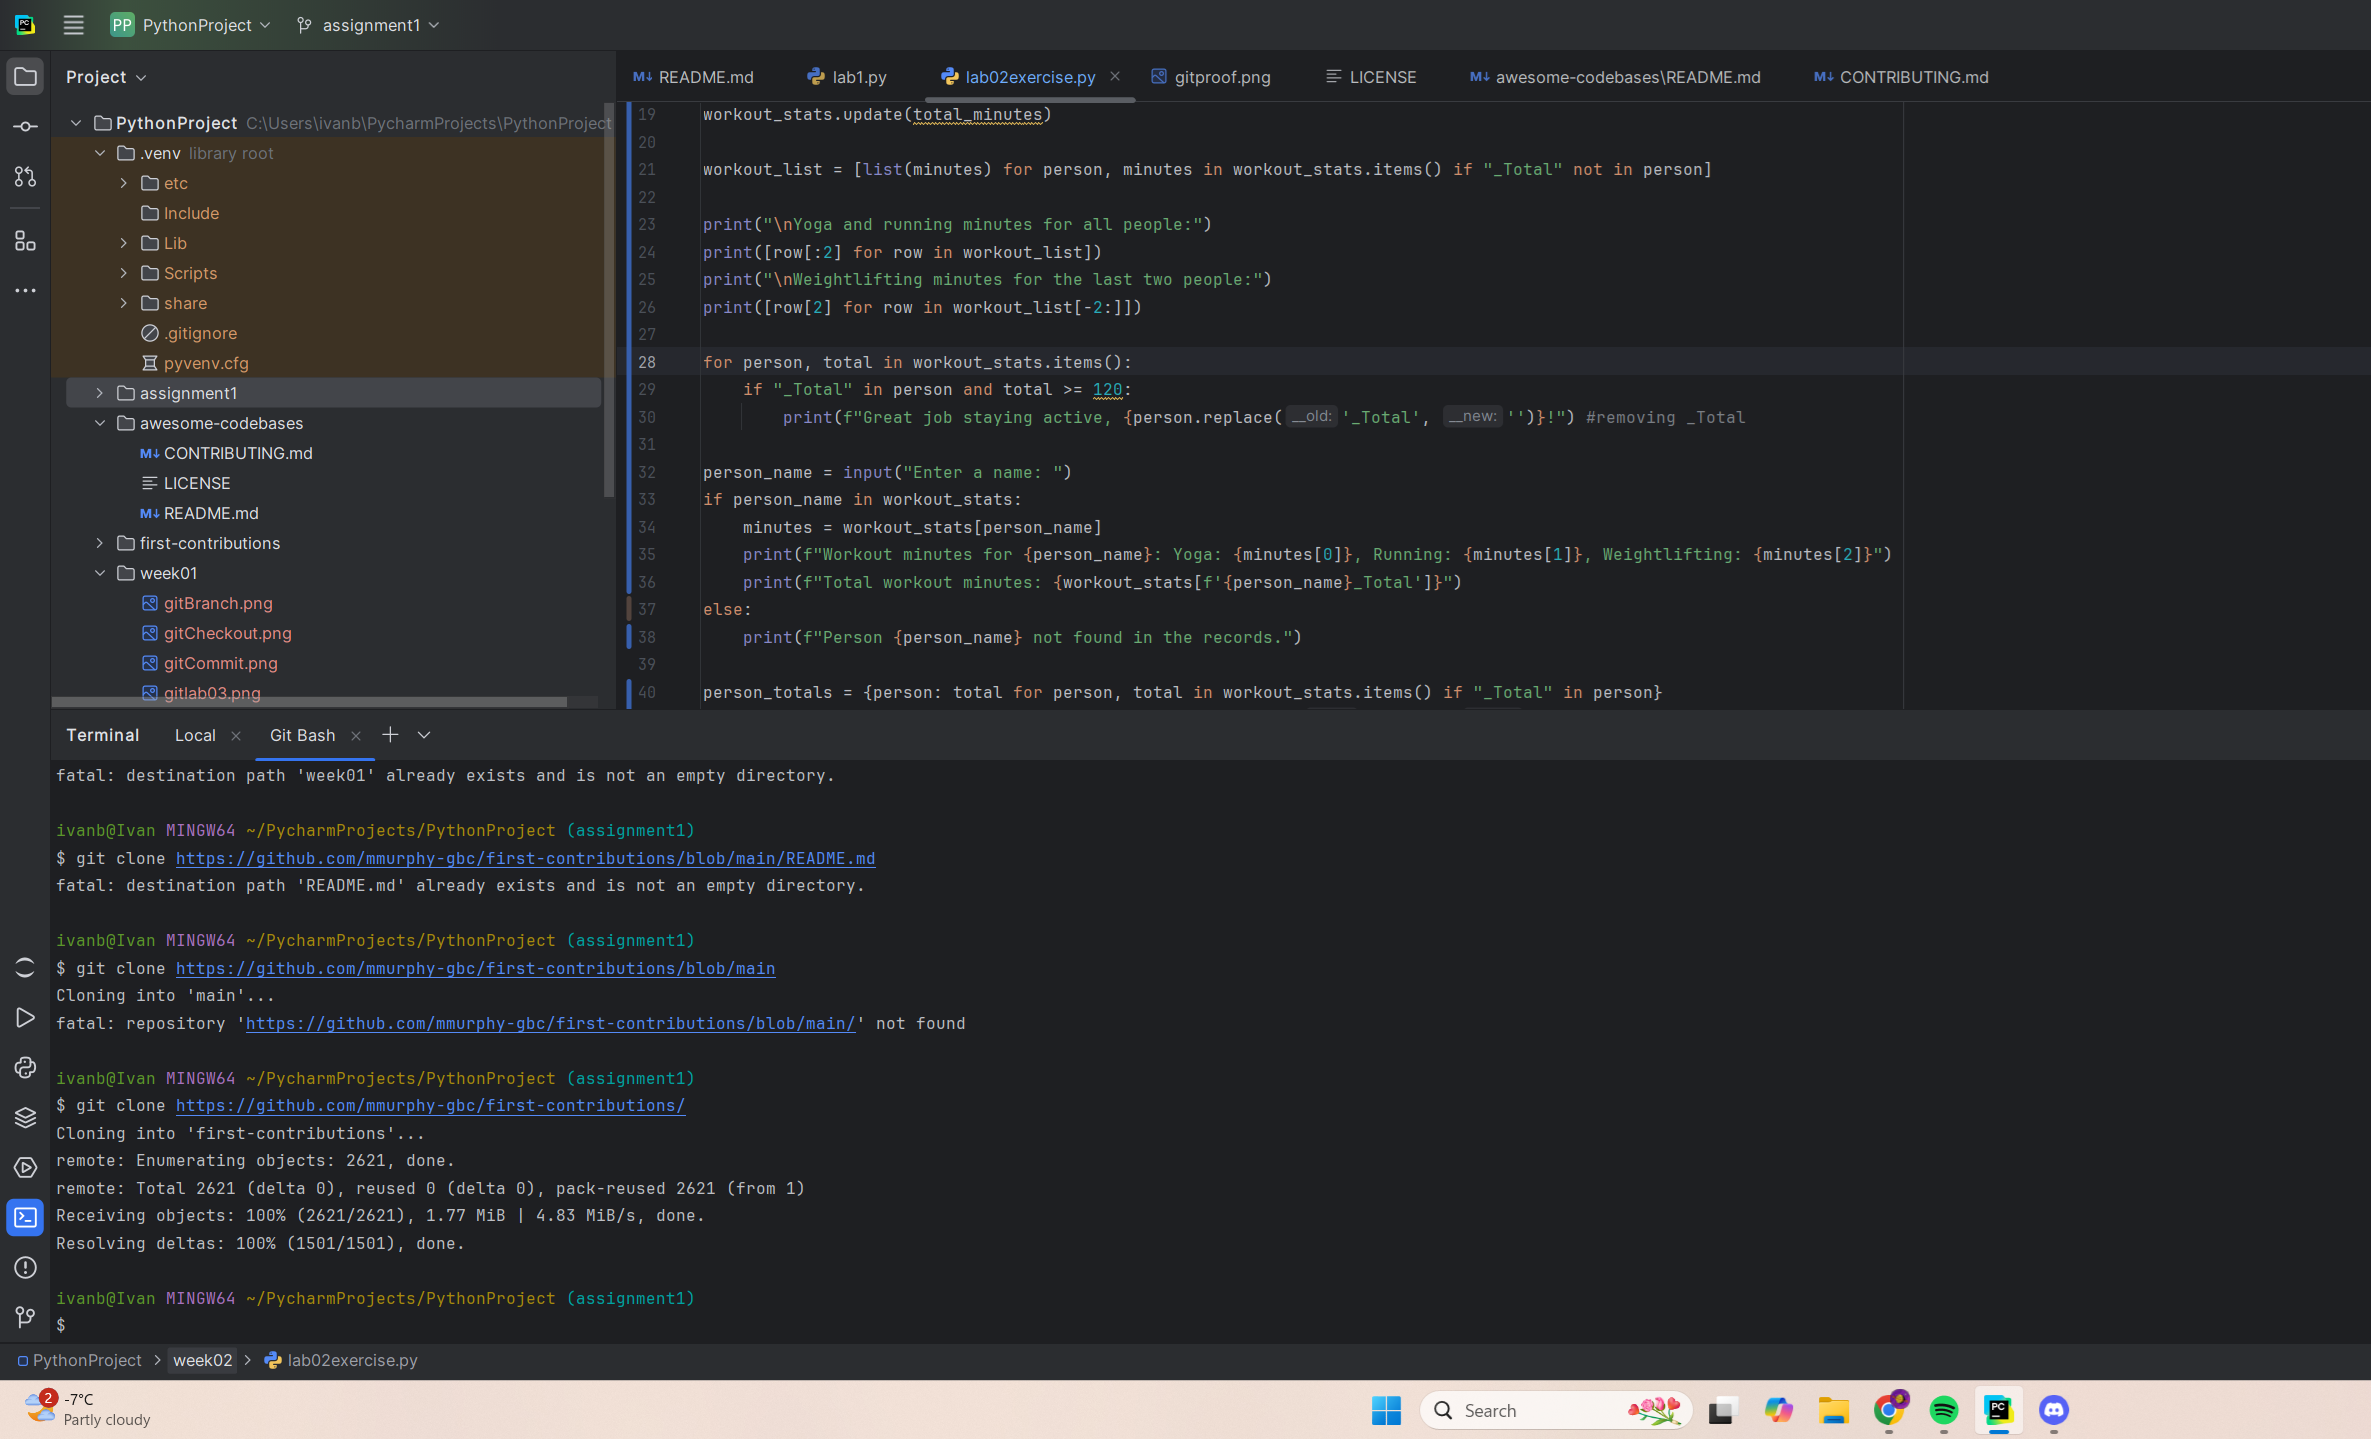 PC
PP PythonProject assignment1
Project
PythonProject C:\Users\ivanb\PycharmProjects\PythonProject
.venv library root
etc
Include
Lib
Scripts
share
.gitignore
pyvenv.cfg
assignment1
awesome-codebases
M↓ CONTRIBUTING.md
LICENSE
M↓ README.md
first-contributions
week01
gitBranch.png
gitCheckout.png
gitCommit.png
gitlab03.png
M↓ README.md lab1.py lab02exercise.py gitproof.png LICENSE M↓ awesome-codebases\README.md M↓ CONTRIBUTING.md
19 workout_stats.update(total_minutes)
20
21 workout_list = [list(minutes) for person, minutes in workout_stats.items() if "_Total" not in person]
22
23 print("\nYoga and running minutes for all people:")
24 print([row[:2] for row in workout_list])
25 print("\nWeightlifting minutes for the last two people:")
26 print([row[2] for row in workout_list[-2:]])
27
28 for person, total in workout_stats.items():
29 if "_Total" in person and total >= 120:
30 print(f"Great job staying active, {person.replace( __old: '_Total', __new: '')}!") #removing _Total
31
32 person_name = input("Enter a name: ")
33 if person_name in workout_stats:
34 minutes = workout_stats[person_name]
35 print(f"Workout minutes for {person_name}: Yoga: {minutes[0]}, Running: {minutes[1]}, Weightlifting: {minutes[2]}")
36 print(f"Total workout minutes: {workout_stats[f'{person_name}_Total']}")
37 else:
38 print(f"Person {person_name} not found in the records.")
39
40 person_totals = {person: total for person, total in workout_stats.items() if "_Total" in person}
Terminal Local Git Bash
fatal: destination path 'week01' already exists and is not an empty directory.
ivanb@Ivan MINGW64 ~/PycharmProjects/PythonProject (assignment1)
$ git clone https://github.com/mmurphy-gbc/first-contributions/blob/main/README.md
fatal: destination path 'README.md' already exists and is not an empty directory.
ivanb@Ivan MINGW64 ~/PycharmProjects/PythonProject (assignment1)
$ git clone https://github.com/mmurphy-gbc/first-contributions/blob/main
Cloning into 'main'...
fatal: repository 'https://github.com/mmurphy-gbc/first-contributions/blob/main/' not found
ivanb@Ivan MINGW64 ~/PycharmProjects/PythonProject (assignment1)
$ git clone https://github.com/mmurphy-gbc/first-contributions/
Cloning into 'first-contributions'...
remote: Enumerating objects: 2621, done.
remote: Total 2621 (delta 0), reused 0 (delta 0), pack-reused 2621 (from 1)
Receiving objects: 100% (2621/2621), 1.77 MiB | 4.83 MiB/s, done.
Resolving deltas: 100% (1501/1501), done.
ivanb@Ivan MINGW64 ~/PycharmProjects/PythonProject (assignment1)
$
PythonProject > week02 > lab02exercise.py
2 -7°C
Partly cloudy
Search
PC